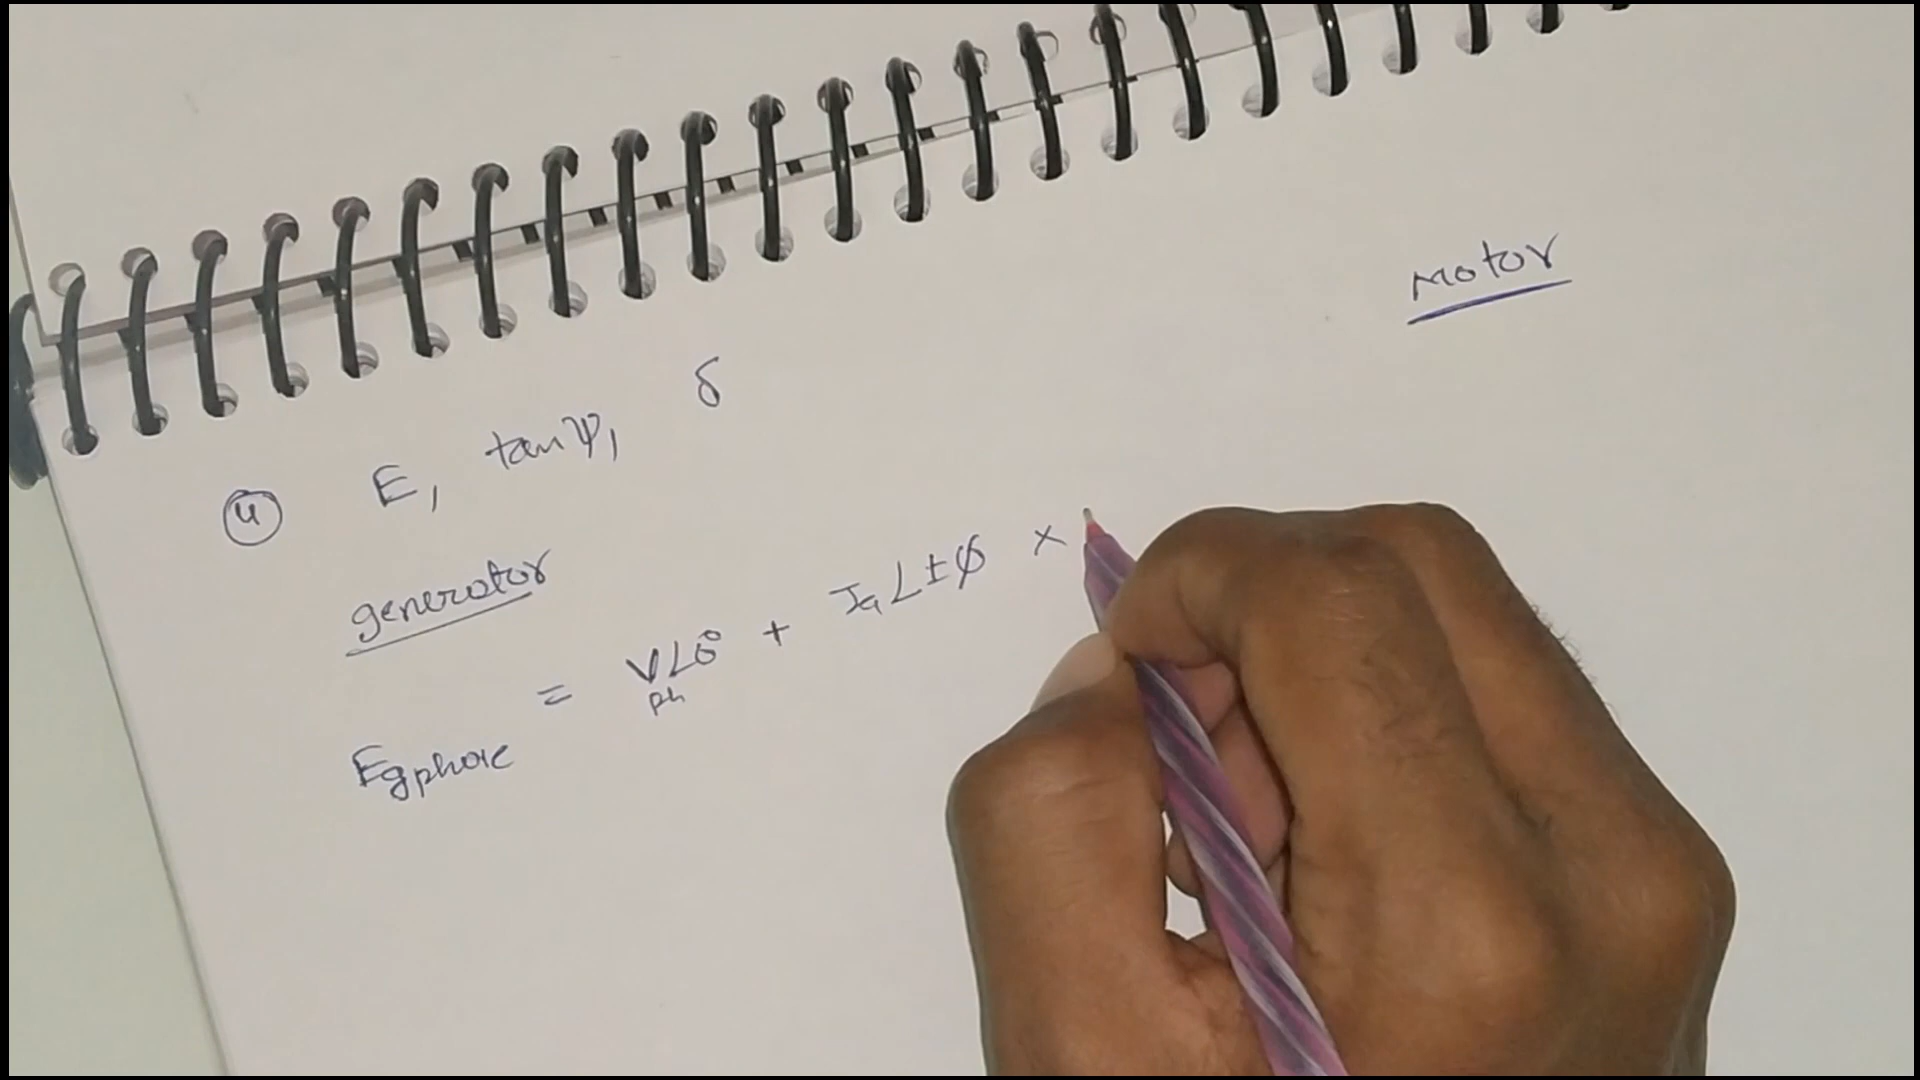 Motor
④ E, tanψ, δ
generator
Egphase = V∠0° + Ia∠±φ ×
ph